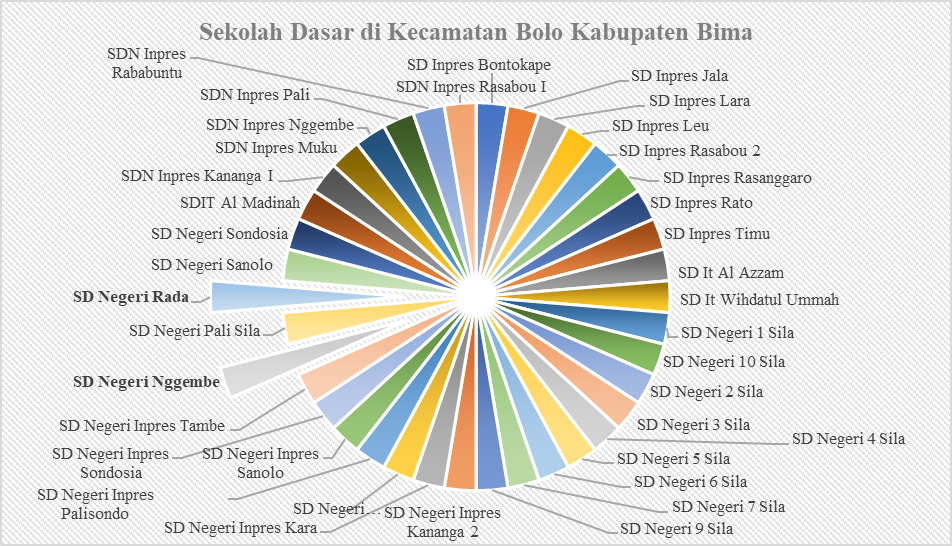 Sekolah Dasar di Kecamatan Bolo Kabupaten Bima
SD Inpres Bontokape
SD Inpres Jala
SD Inpres Lara
SD Inpres Leu
SD Inpres Rasabou 2
SD Inpres Rasanggaro
SD Inpres Rato
SD Inpres Timu
SD It Al Azzam
SD It Wihdatul Ummah
SD Negeri 1 Sila
SD Negeri 10 Sila
SD Negeri 2 Sila
SD Negeri 3 Sila
SD Negeri 4 Sila
SD Negeri 5 Sila
SD Negeri 6 Sila
SD Negeri 7 Sila
SD Negeri 9 Sila
SD Negeri Inpres
Kananga 2
SD Negeri Inpres Kara
SD Negeri...
SD Negeri Inpres
Palisondo
SD Negeri Inpres
Sanolo
SD Negeri Inpres
Sondosia
SD Negeri Inpres Tambe
SD Negeri Nggembe
SD Negeri Pali Sila
SD Negeri Rada
SD Negeri Sanolo
SD Negeri Sondosia
SDIT Al Madinah
SDN Inpres Kananga I
SDN Inpres Muku
SDN Inpres Nggembe
SDN Inpres Pali
SDN Inpres
Rababuntu
SDN Inpres Rasabou I